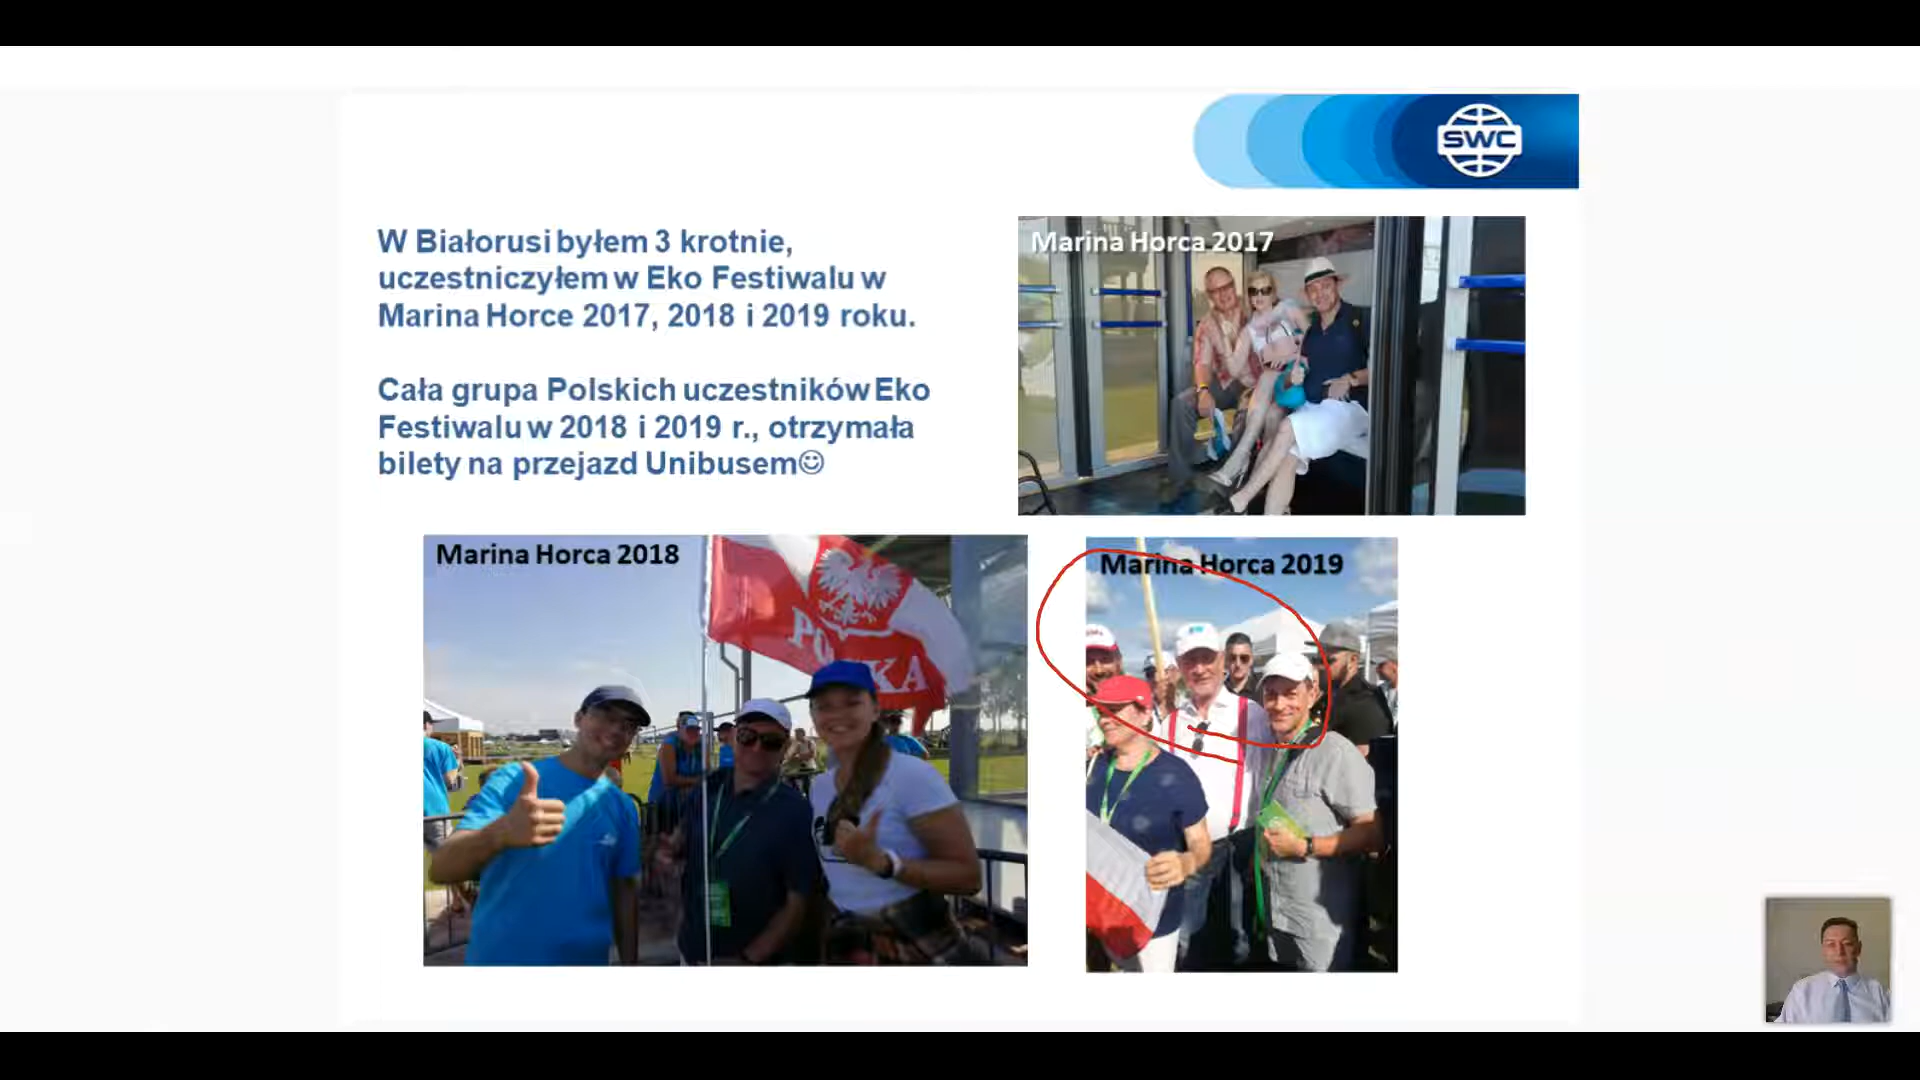 SWC
W Białorusi byłem 3 krotnie,
uczestniczyłem w Eko Festiwalu w
Marina Horce 2017, 2018 i 2019 roku.
Cała grupa Polskich uczestników Eko
Festiwalu w 2018 i 2019 r., otrzymała
bilety na przejazd Unibusem☺
Marina Horca 2017
Marina Horca 2018
POLSKA
Marina Horca 2019